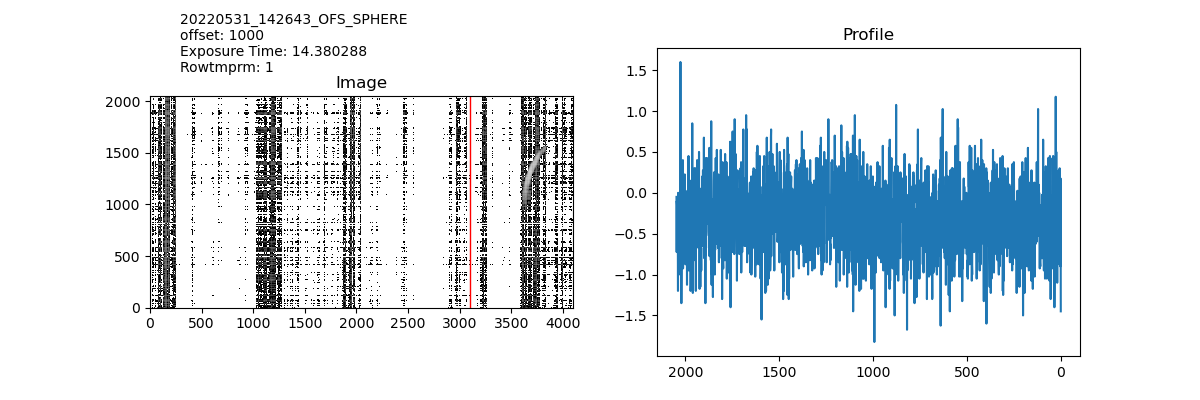 20220531_142643_OFS_SPHERE
offset: 1000
Exposure Time: 14.380288
Rowtmprm: 1
Image
2000
1500
1000
500
0
0 500 1000 1500 2000 2500 3000 3500 4000
Profile
1.5
1.0
0.5
0.0
−0.5
−1.0
−1.5
2000 1500 1000 500 0